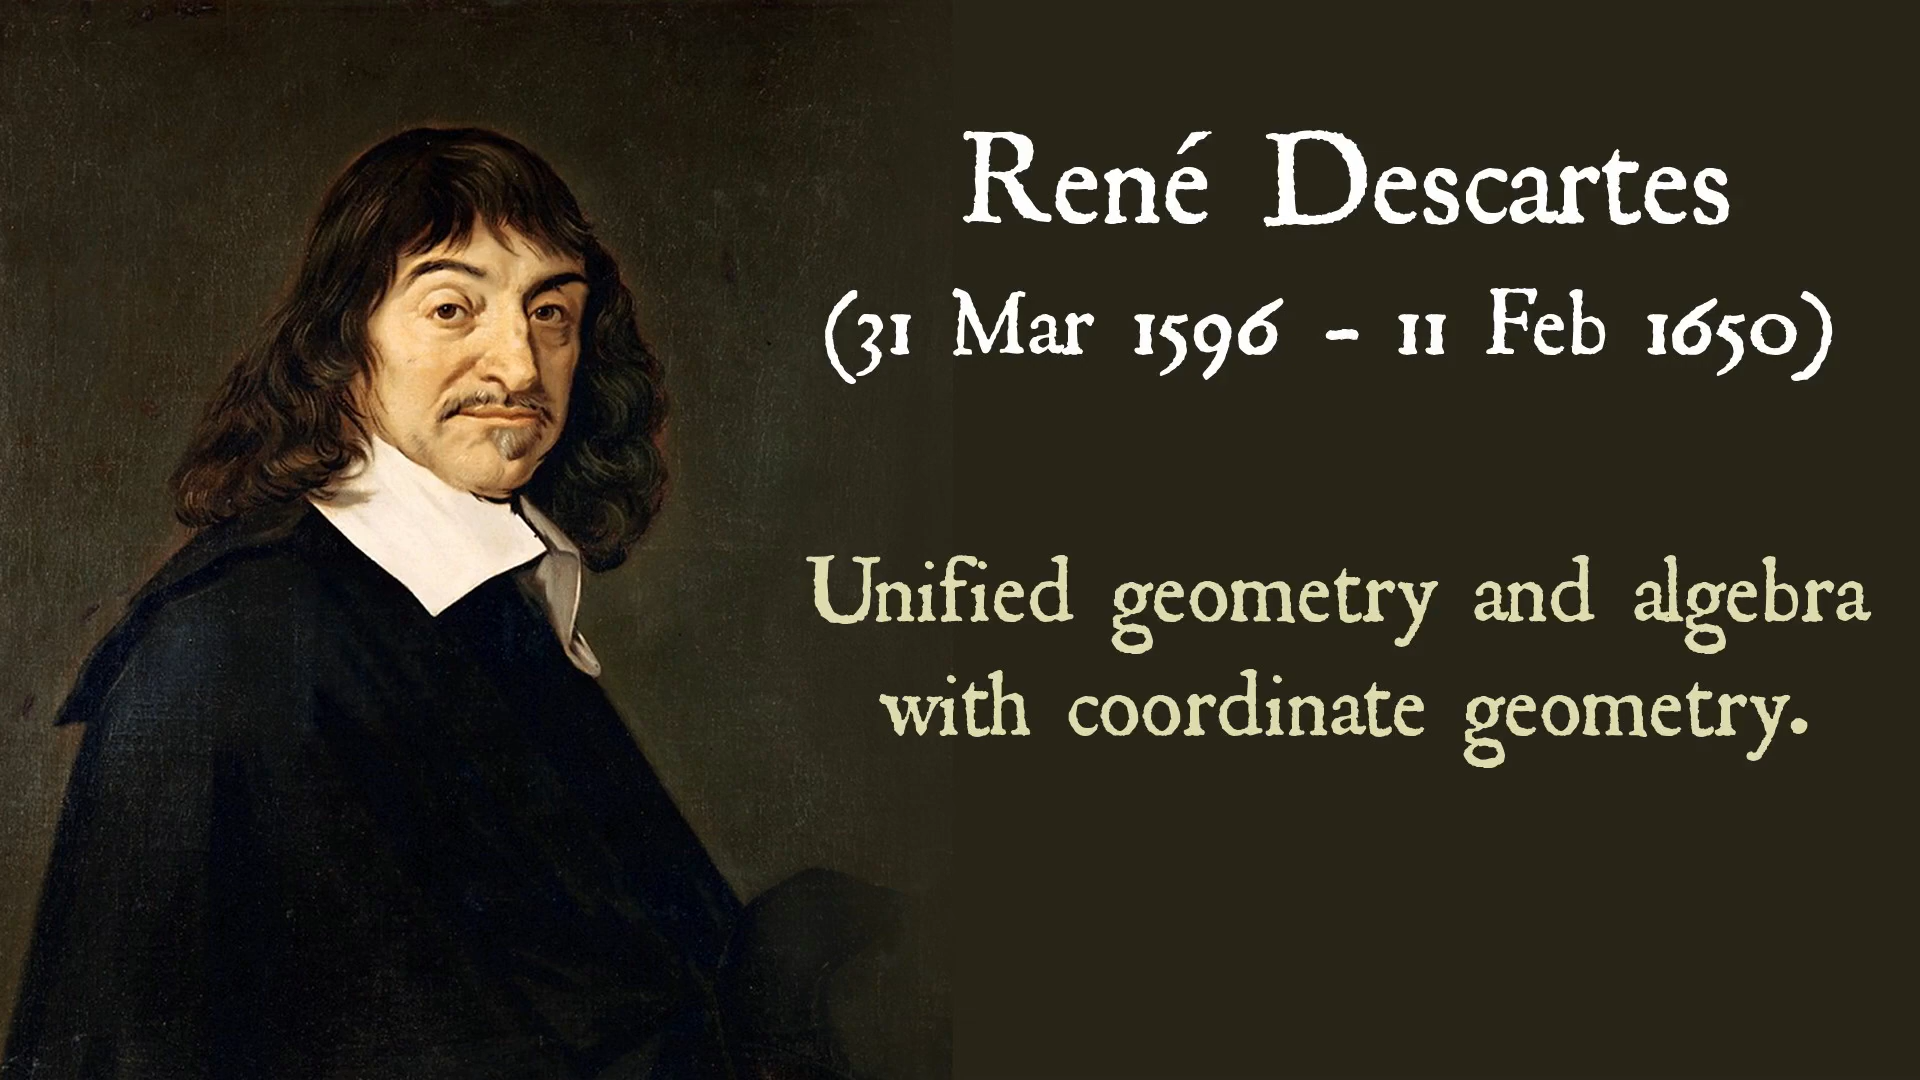 René Descartes
(31 Mar 1596 - 11 Feb 1650)
Unified geometry and algebra
with coordinate geometry.